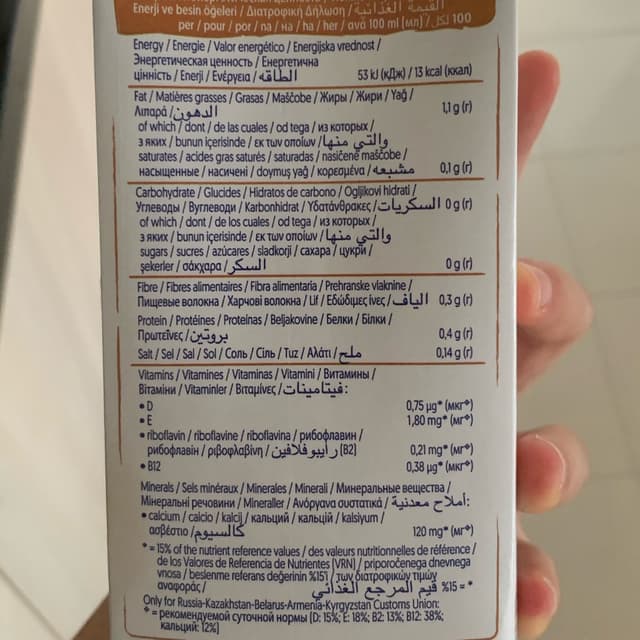 Enerji ve besin öğeleri / Διατροφική Δήλωση / القيمة الغذائية
per / pour / por / na / на / ha / her / ανά 100 ml (мл) / لكل 100
Energy / Energie / Valor energético / Energijska vrednost /
Энергетическая ценность / Енергетична
цінність / Enerji / Ενέργεια / الطاقه 53 kJ (кДж) / 13 kcal (ккал)
Fat / Matières grasses / Grasas / Maščobe / Жиры / Жири / Yağ /
Λιπαρά / الدهون 1,1 g (г)
of which / dont / de las cuales / od tega / из которых /
з яких / bunun içerisinde / εκ των οποίων / والتي منها
saturates / acides gras saturés / saturadas / nasičene maščobe /
насыщенные / насичені / doymuş yağ / κορεσμένα / مشبعه 0,1 g (г)
Carbohydrate / Glucides / Hidratos de carbono / Ogljikovi hidrati /
Углеводы / Вуглеводи / Karbonhidrat / Υδατάνθρακες / السكريات 0 g (г)
of which / dont / de los cuales / od tega / из которых /
з яких / bunun içerisinde / εκ των οποίων / والتي منها
sugars / sucres / azúcares / sladkorji / сахара / цукри /
şekerler / σάκχαρα / السكر 0 g (г)
Fibre / Fibres alimentaires / Fibra alimentaria / Prehranske vlaknine /
Пищевые волокна / Харчові волокна / Lif / Εδώδιμες ίνες / الياف 0,3 g (г)
Protein / Protéines / Proteínas / Beljakovine / Белки / Білки /
Πρωτεΐνες / بروتين 0,4 g (г)
Salt / Sel / Sal / Sol / Соль / Сіль / Tuz / Αλάτι / ملح 0,14 g (г)
Vitamins / Vitamines / Vitaminas / Vitamini / Витамины /
Вітаміни / Vitaminler / Βιταμίνες / فيتامينات:
• D 0,75 µg* (мкг❖)
• E 1,80 mg* (мг❖)
• riboflavin / riboflavine / riboflavina / рибофлавин /
рибофлавін / ριβοφλαβίνη / رايبوفلافين (B2) 0,21 mg* (мг❖)
• B12 0,38 µg* (мкг❖)
Minerals / Sels minéraux / Minerales / Minerali / Минеральные вещества /
Мінеральні речовини / Mineraller / Ανόργανα συστατικά / أملاح معدنية:
• calcium / calcio / kalcij / кальций / кальцій / kalsiyum /
ασβέστιο / كالسيوم 120 mg* (мг❖)
* = 15% of the nutrient reference values / des valeurs nutritionnelles de référence /
de los Valores de Referencia de Nutrientes (VRN) / priporočenega dnevnega
vnosa / beslenme referans değerinin %15'i / των διατροφικών τιμών
αναφοράς / قيم المرجع الغذائي %15 = *
Only for Russia-Kazakhstan-Belarus-Armenia-Kyrgyzstan Customs Union:
❖ = рекомендуемой суточной нормы (D: 15%; E: 18%; B2: 13%; B12: 38%;
кальций: 12%)